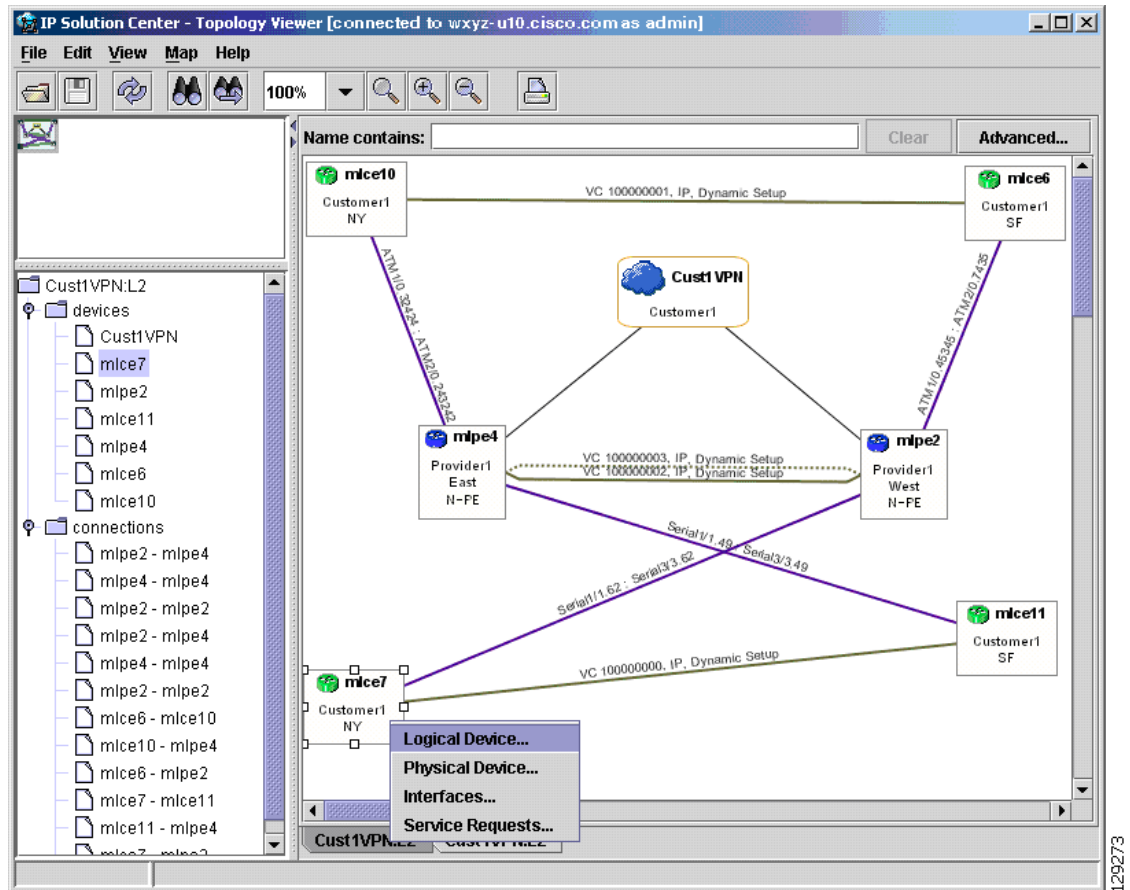 IP Solution Center - Topology Viewer [connected to wxyz-u10.cisco.com as admin]
File Edit View Map Help
100%
Name contains: Clear Advanced...
Cust1VPN:L2
devices
Cust1VPN
mlce7
mlpe2
mlce11
mlpe4
mlce6
mlce10
connections
mlpe2 - mlpe4
mlpe4 - mlpe4
mlpe2 - mlpe2
mlpe2 - mlpe4
mlpe4 - mlpe4
mlpe2 - mlpe2
mlce6 - mlce10
mlce10 - mlpe4
mlce6 - mlpe2
mlce7 - mlce11
mlce11 - mlpe4
mlce7 - mlpe2
mlce10
Customer1
NY
VC 100000001, IP, Dynamic Setup
mlce6
Customer1
SF
ATM1/0.32424 : ATM2/0.243242
Cust1VPN
Customer1
ATM1/0.45345 : ATM2/0.7435
mlpe4
Provider1
East
N-PE
VC 100000003, IP, Dynamic Setup
VC 100000002, IP, Dynamic Setup
mlpe2
Provider1
West
N-PE
Serial1/1.49 : Serial3/3.49
Serial1/1.62 : Serial3/3.62
mlce11
Customer1
SF
VC 100000000, IP, Dynamic Setup
mlce7
Customer1
NY
Logical Device...
Physical Device...
Interfaces...
Service Requests...
Cust1VPN:L2 Cust1VPN:L2
129273